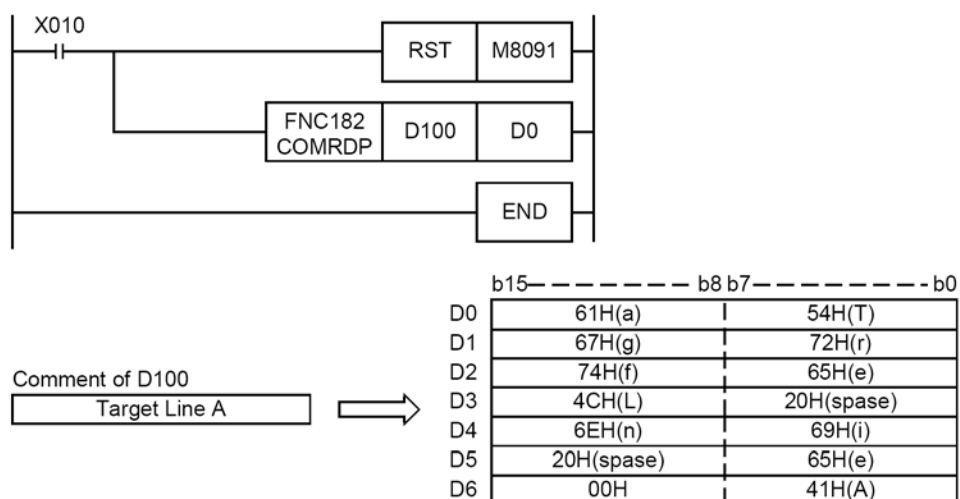 X010
RST M8091
FNC182 COMRDP D100 D0
END
b15 b8 b7 b0
D0 61H(a) 54H(T)
D1 67H(g) 72H(r)
D2 74H(f) 65H(e)
Comment of D100
Target Line A
D3 4CH(L) 20H(spase)
D4 6EH(n) 69H(i)
D5 20H(spase) 65H(e)
D6 00H 41H(A)